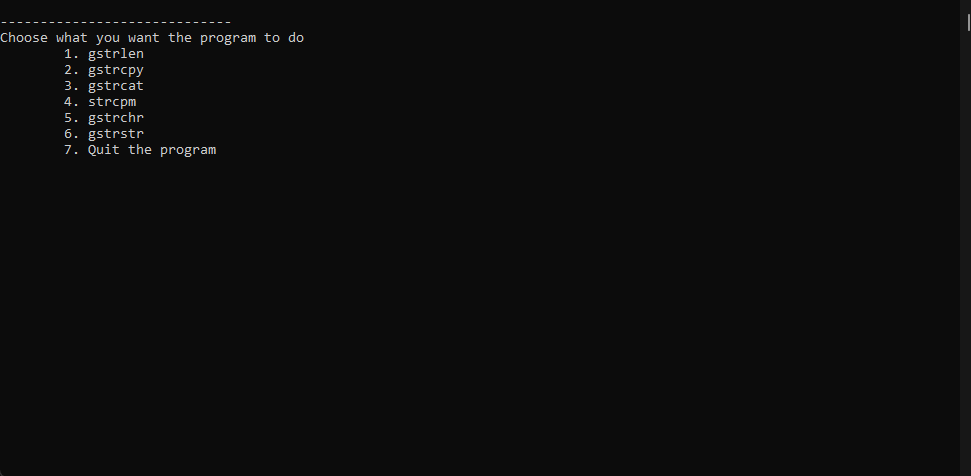 -----------------------------
Choose what you want the program to do
1. gstrlen
2. gstrcpy
3. gstrcat
4. strcpm
5. gstrchr
6. gstrstr
7. Quit the program